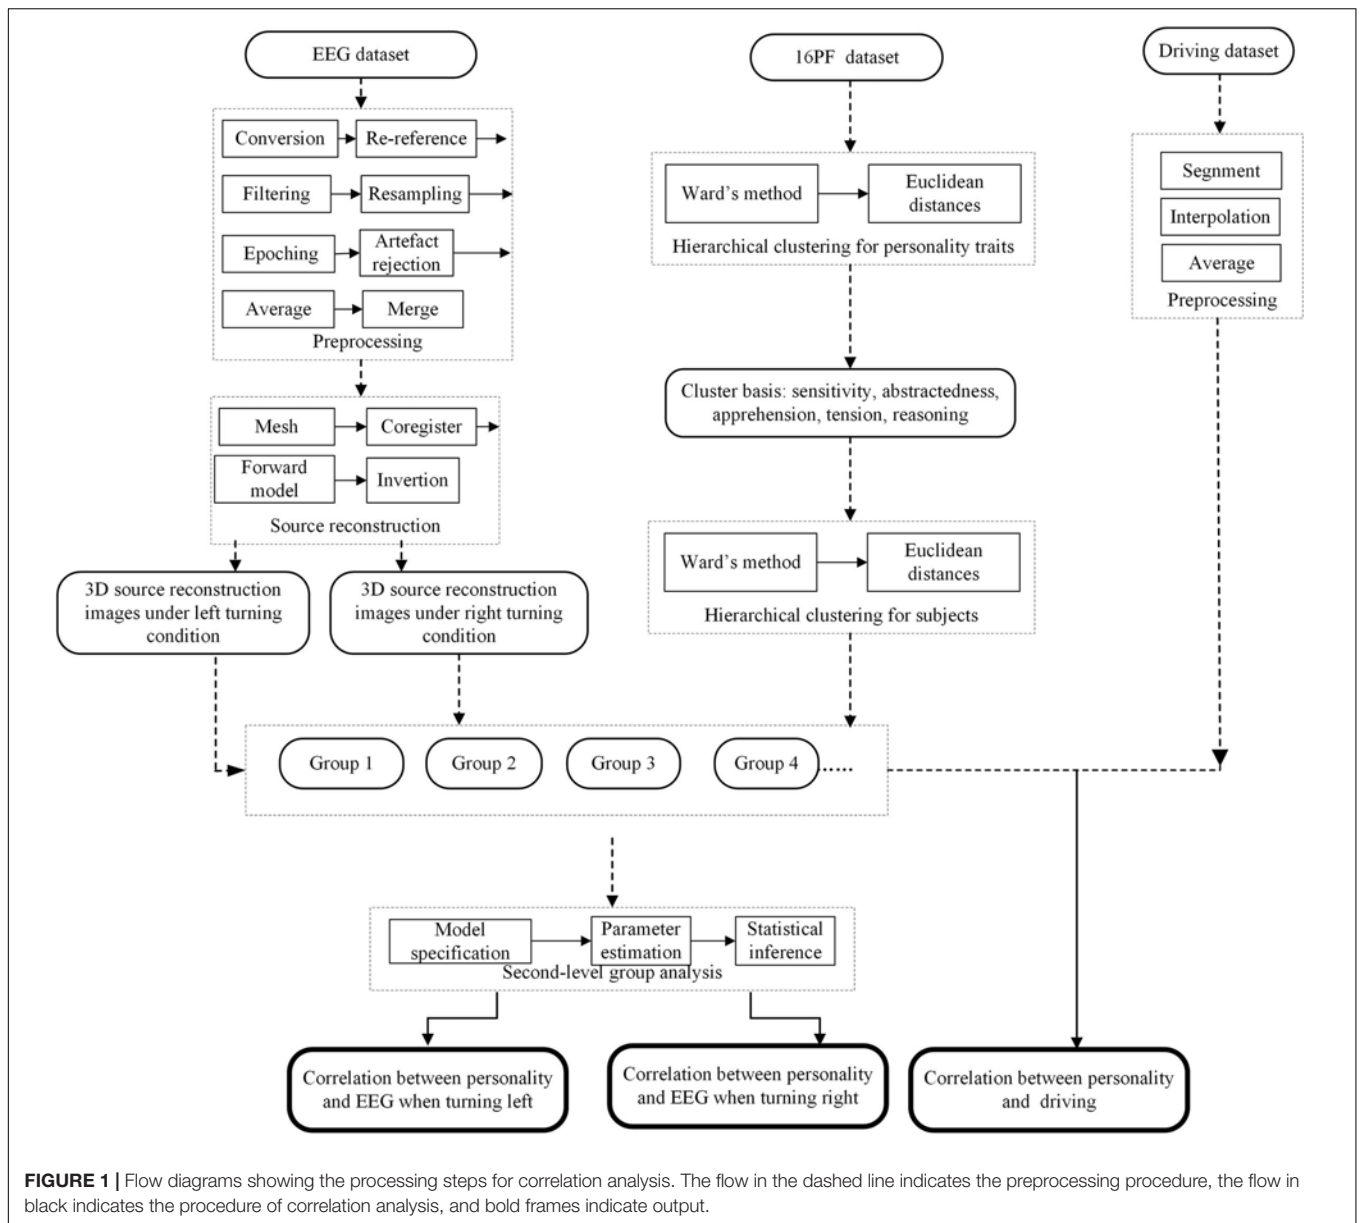 EEG dataset
16PF dataset
Driving dataset
Conversion
Re-reference
Filtering
Resampling
Epoching
Artefact
rejection
Average
Merge
Preprocessing
Ward's method
Euclidean
distances
Hierarchical clustering for personality traits
Segnment
Interpolation
Average
Preprocessing
Mesh
Coregister
Forward
model
Invertion
Source reconstruction
Cluster basis: sensitivity, abstractedness,
apprehension, tension, reasoning
Ward's method
Euclidean
distances
Hierarchical clustering for subjects
3D source reconstruction
images under left turning
condition
3D source reconstruction
images under right turning
condition
Group 1
Group 2
Group 3
Group 4 ......
Model
specification
Parameter
estimation
Statistical
inference
Second-level group analysis
Correlation between personality
and EEG when turning left
Correlation between personality
and EEG when turning right
Correlation between personality
and driving
FIGURE 1 | Flow diagrams showing the processing steps for correlation analysis. The flow in the dashed line indicates the preprocessing procedure, the flow in
black indicates the procedure of correlation analysis, and bold frames indicate output.